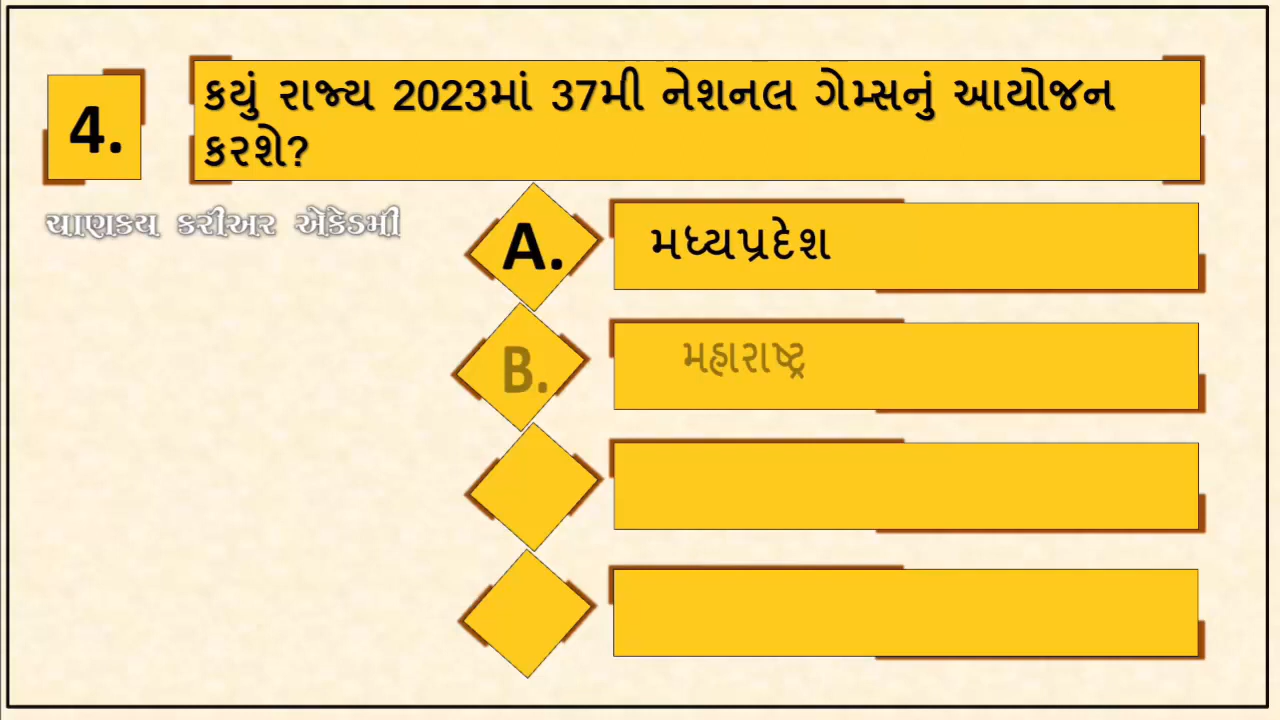 4.
કયું રાજ્ય 2023માં 37મી નેશનલ ગેમ્સનું આયોજન
કરશે?
ચાણક્ય કરીઅર એકેડમી
A. મધ્યપ્રદેશ
B. મહારાષ્ટ્ર